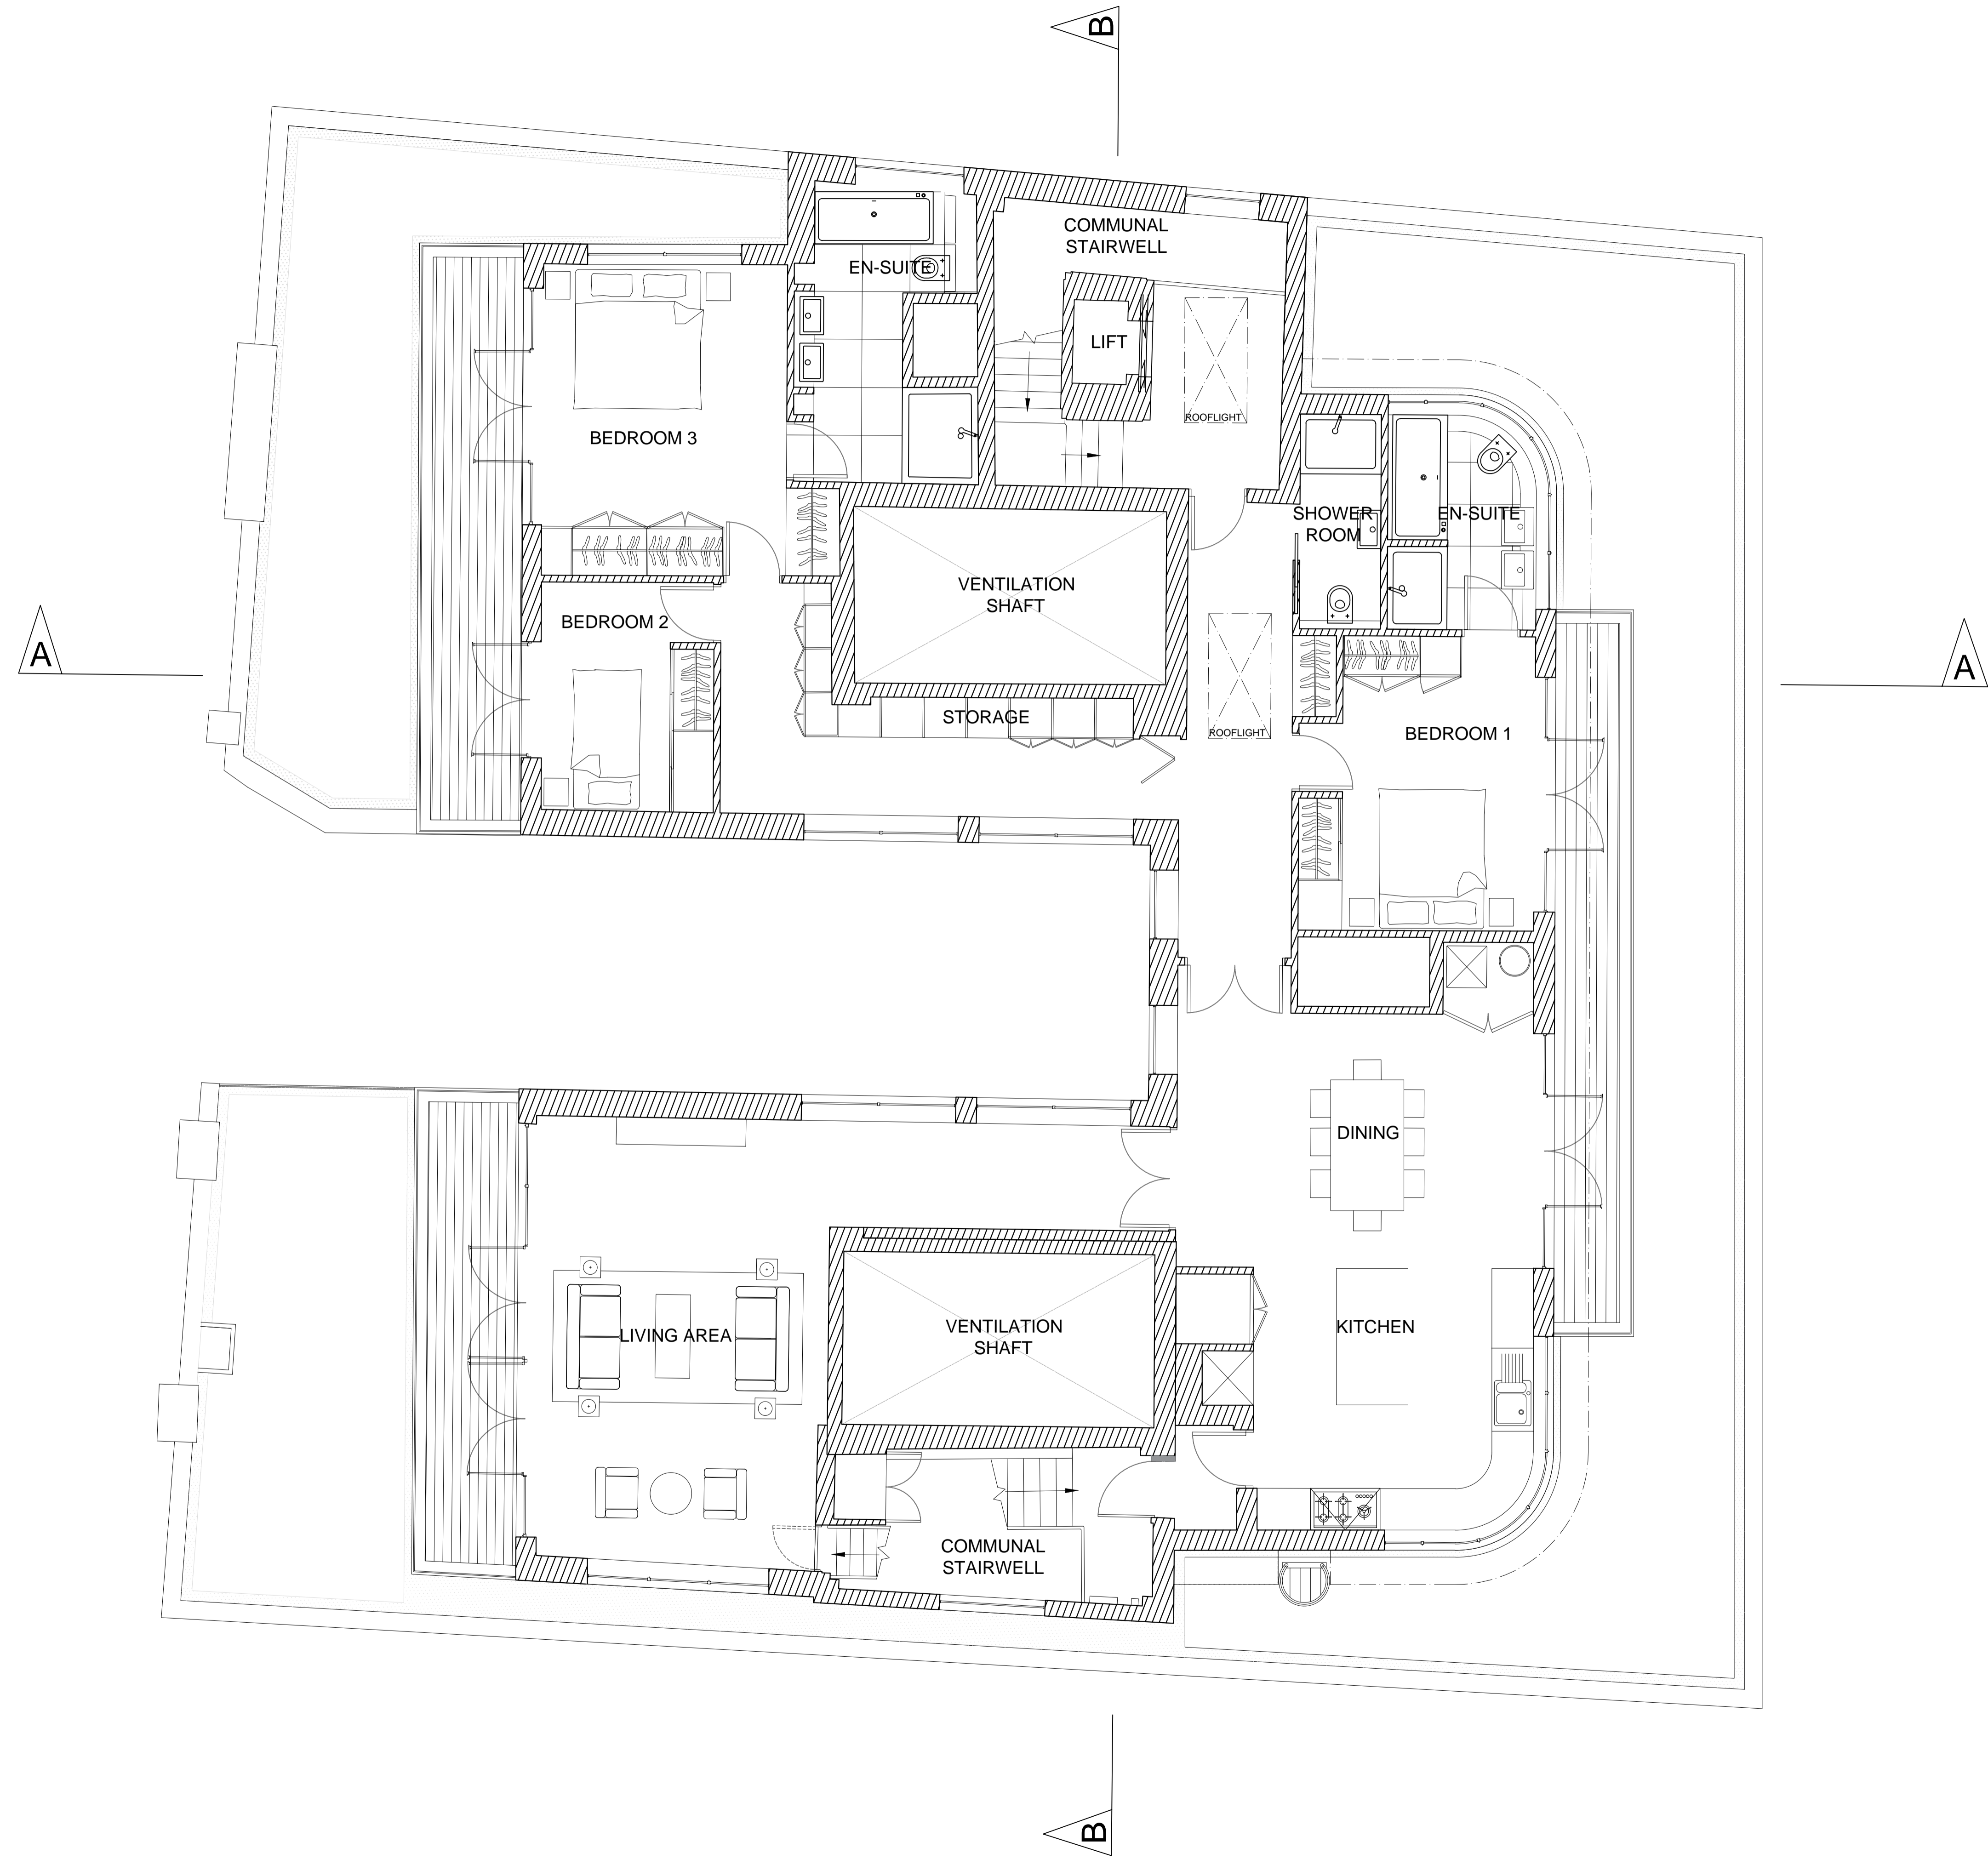 B
COMMUNAL
STAIRWELL
EN-SUITE
LIFT
ROOFLIGHT
BEDROOM 3
SHOWER
ROOM
EN-SUITE
VENTILATION
SHAFT
BEDROOM 2
A
A
STORAGE
ROOFLIGHT
BEDROOM 1
DINING
LIVING AREA
VENTILATION
SHAFT
KITCHEN
COMMUNAL
STAIRWELL
B